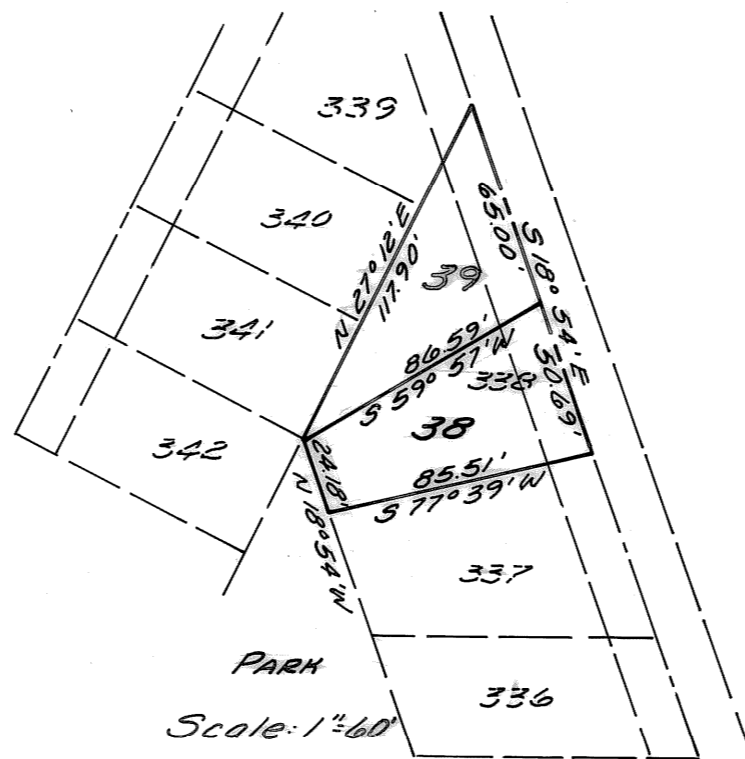 339
340
341
342
N 27° 12' E
117.90'
39
65.00'
S 18° 54' E
50.69'
86.59'
S 59° 57' W
338
38
24.18'
N 18° 54' W
85.51'
S 77° 39' W
337
336
PARK
Scale: 1"=60'